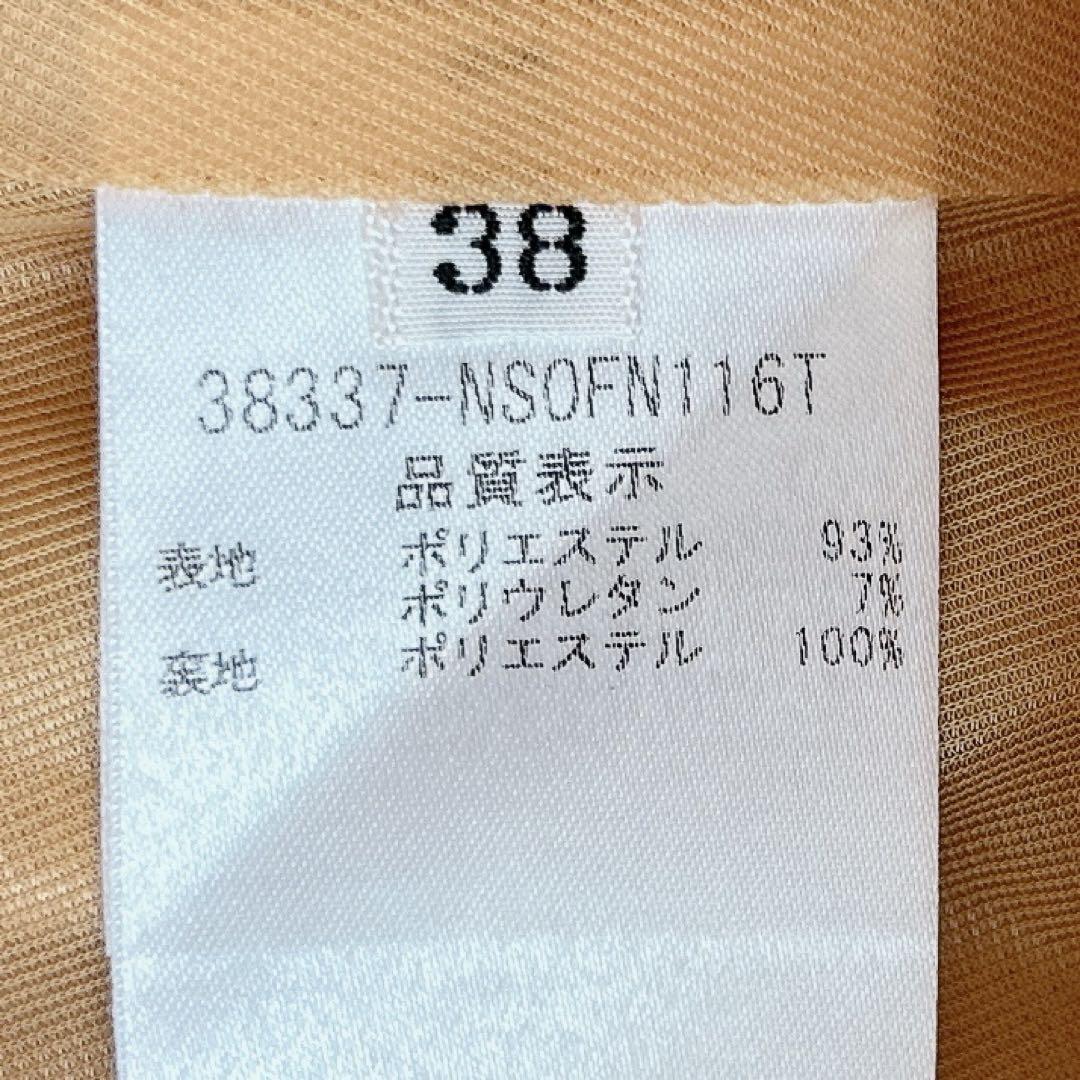 38
38337-NSOFN116T
品質表示
表地 ポリエステル 93%
ポリウレタン 7%
裏地 ポリエステル 100%